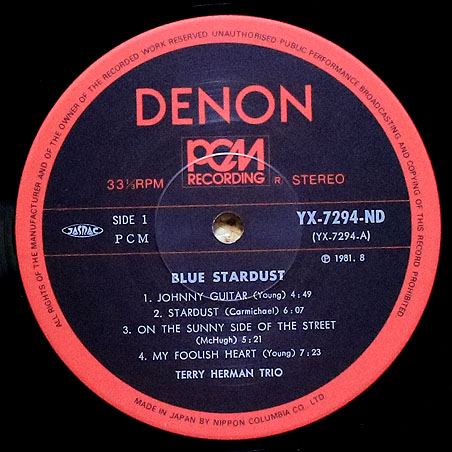 ALL RIGHTS OF THE MANUFACTURER AND OF THE OWNER OF THE RECORDED WORK RESERVED UNAUTHORISED PUBLIC PERFORMANCE BROADCASTING AND COPYING OF THIS RECORD PROHIBITED
DENON
PCM
RECORDING
33⅓RPM
R. STEREO
SIDE 1
YX-7294-ND
JASRAC
PCM
(YX-7294-A)
℗ 1981. 8
BLUE STARDUST
1. JOHNNY GUITAR (Young) 4:49
2. STARDUST (Carmichael) 6:07
3. ON THE SUNNY SIDE OF THE STREET
(McHugh) 5:21
4. MY FOOLISH HEART (Young) 7:23
TERRY HERMAN TRIO
MADE IN JAPAN BY NIPPON COLUMBIA CO. LTD